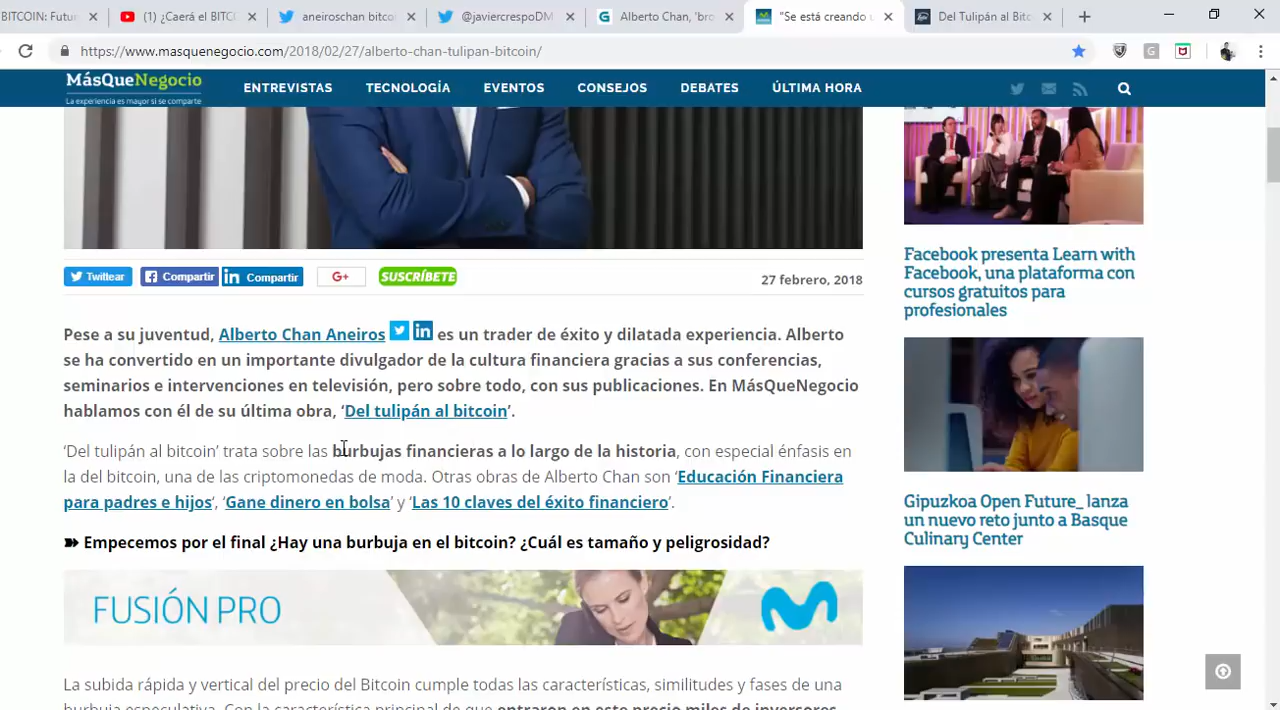 BITCOIN: Futur
(1) ¿Caerá el BITC
aneiroschan bitco
@javiercrespoDM
Alberto Chan, 'bro
"Se está creando u
Del Tulipán al Bitc
https://www.masquenegocio.com/2018/02/27/alberto-chan-tulipan-bitcoin/
MásQueNegocio
La experiencia es mayor si se comparte
ENTREVISTAS TECNOLOGÍA EVENTOS CONSEJOS DEBATES ÚLTIMA HORA
Twittear Compartir Compartir G+ SUSCRÍBETE
27 febrero, 2018
Pese a su juventud, Alberto Chan Aneiros es un trader de éxito y dilatada experiencia. Alberto
se ha convertido en un importante divulgador de la cultura financiera gracias a sus conferencias,
seminarios e intervenciones en televisión, pero sobre todo, con sus publicaciones. En MásQueNegocio
hablamos con él de su última obra, ‘Del tulipán al bitcoin’.
‘Del tulipán al bitcoin’ trata sobre las burbujas financieras a lo largo de la historia, con especial énfasis en
la del bitcoin, una de las criptomonedas de moda. Otras obras de Alberto Chan son ‘Educación Financiera
para padres e hijos’, ‘Gane dinero en bolsa’ y ‘Las 10 claves del éxito financiero’.
Empecemos por el final ¿Hay una burbuja en el bitcoin? ¿Cuál es tamaño y peligrosidad?
FUSIÓN PRO
La subida rápida y vertical del precio del Bitcoin cumple todas las características, similitudes y fases de una
burbuja especulativa. Con la característica principal de que entraron en este precio miles de inversores
Facebook presenta Learn with
Facebook, una plataforma con
cursos gratuitos para
profesionales
Gipuzkoa Open Future_ lanza
un nuevo reto junto a Basque
Culinary Center